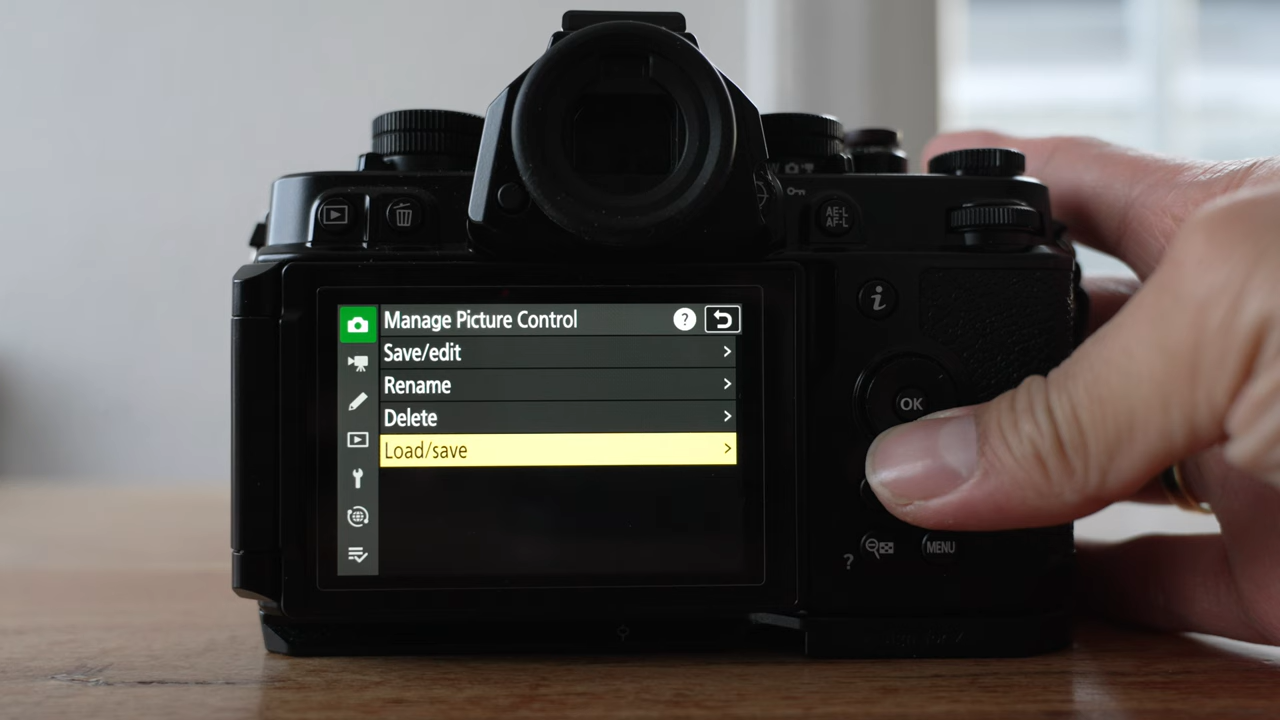 AE-L
AF-L
i
Manage Picture Control ?
Save/edit
Rename
Delete
Load/save
OK
?
MENU